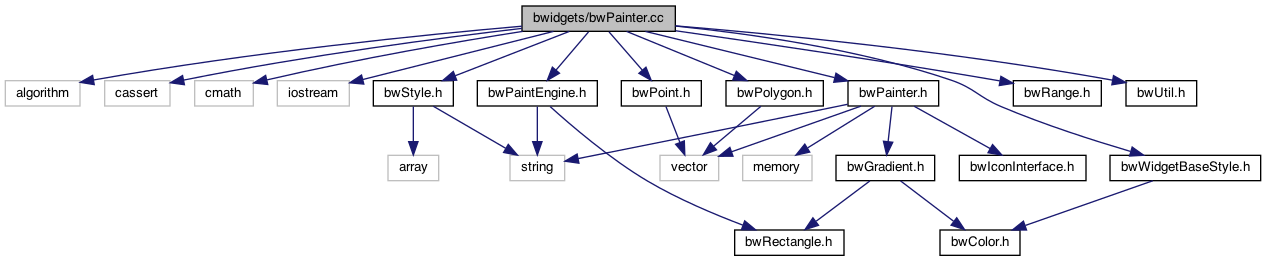 bwidgets/bwPainter.cc
algorithm
cassert
cmath
iostream
bwStyle.h
bwPaintEngine.h
bwPoint.h
bwPolygon.h
bwPainter.h
bwRange.h
bwUtil.h
array
string
vector
memory
bwGradient.h
bwIconInterface.h
bwWidgetBaseStyle.h
bwRectangle.h
bwColor.h